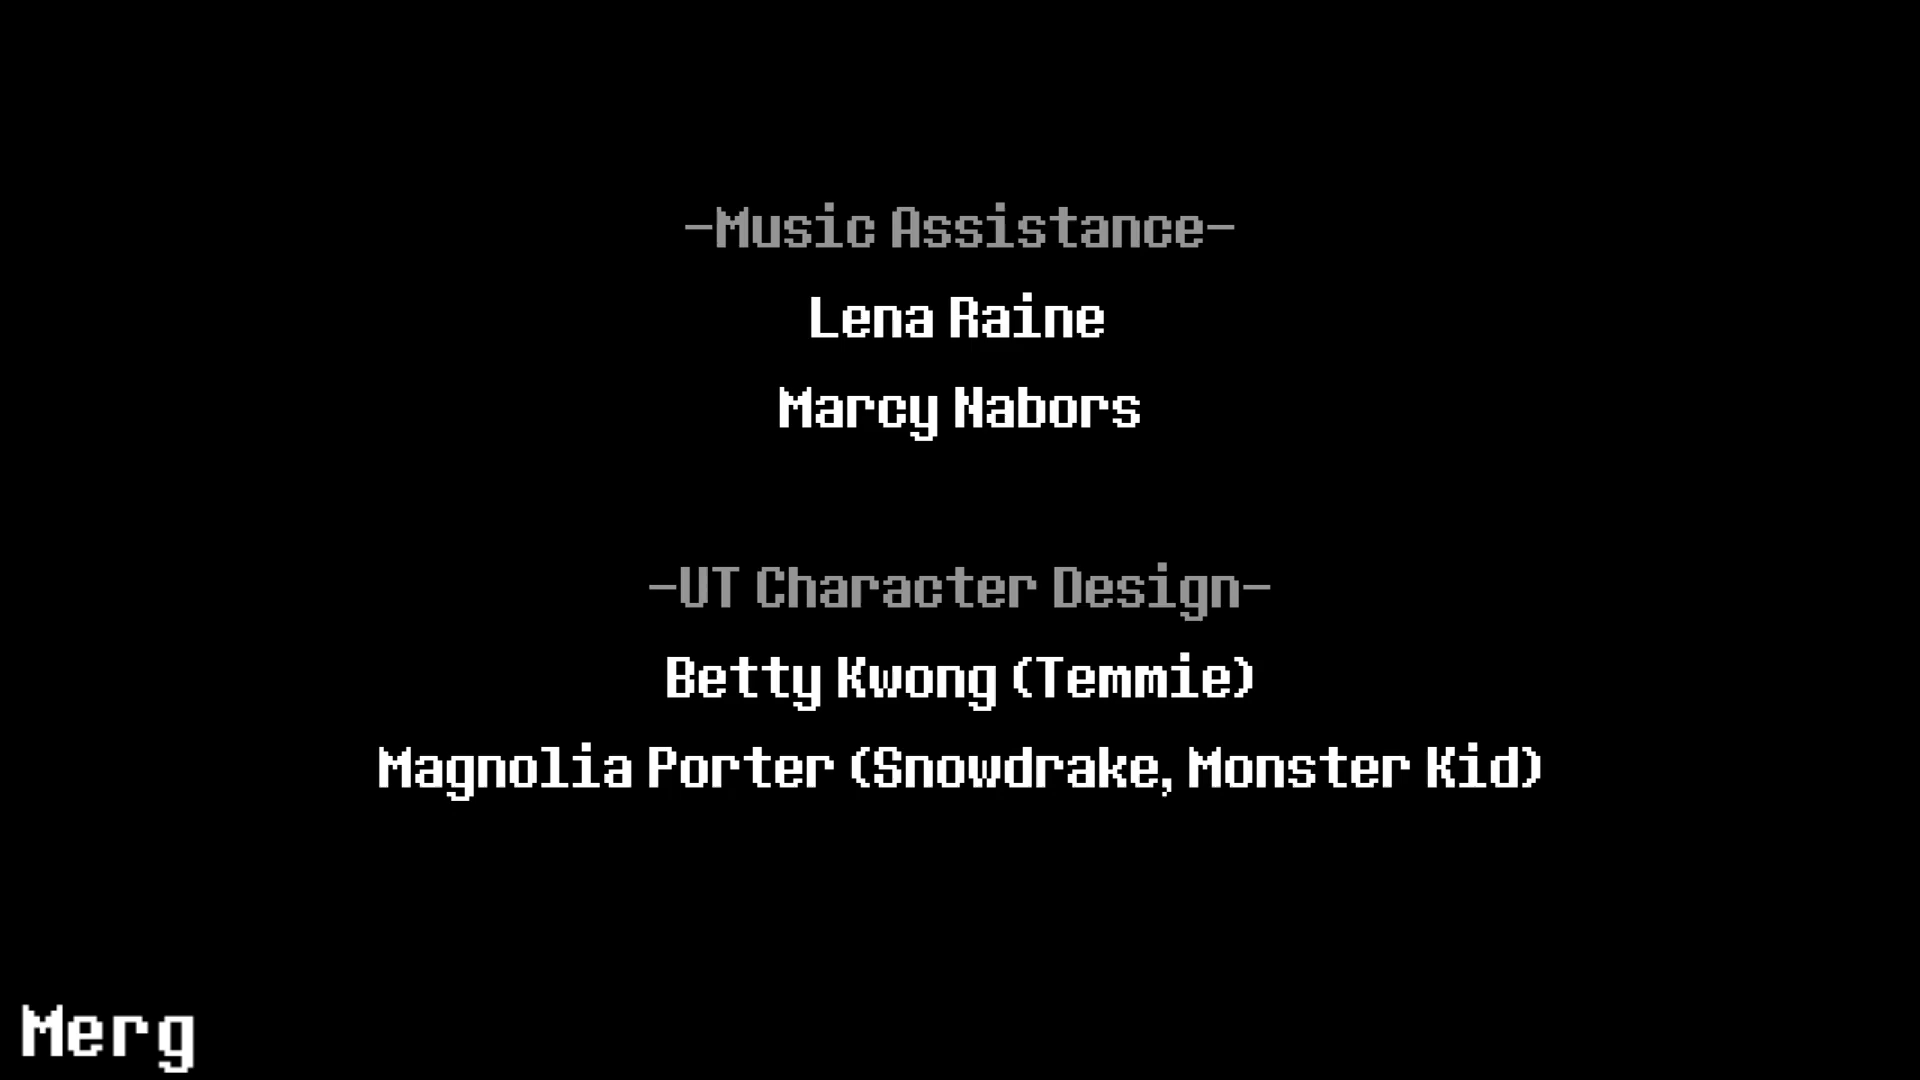 -Music Assistance-
Lena Raine
Marcy Nabors
-UT Character Design-
Betty Kwong (Temmie)
Magnolia Porter (Snowdrake, Monster Kid)
Merg